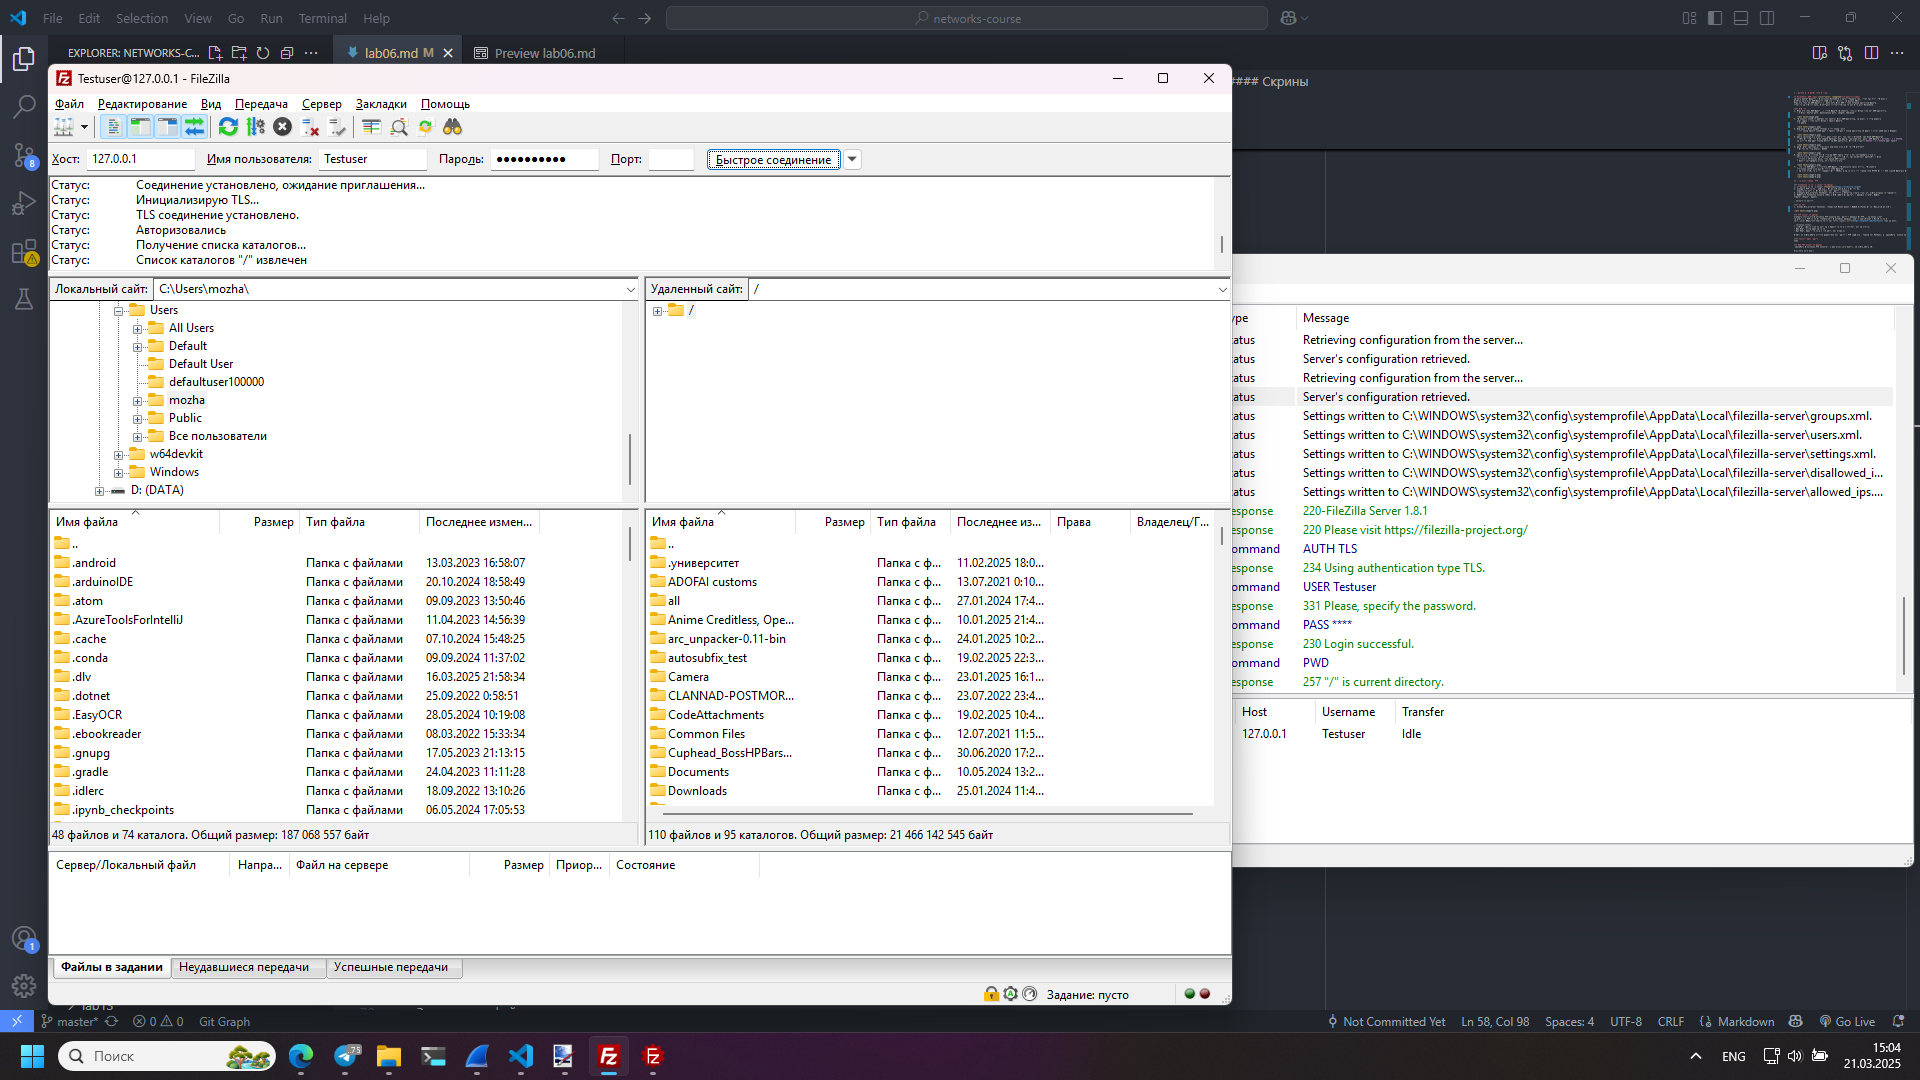 File Edit Selection View Go Run Terminal Help
networks-course
EXPLORER: NETWORKS-C...
lab06.md M
Preview lab06.md
#### Скрины
Testuser@127.0.0.1 - FileZilla
Файл Редактирование Вид Передача Сервер Закладки Помощь
Хост: 127.0.0.1 Имя пользователя: Testuser Пароль: ●●●●●●●●●● Порт: Быстрое соединение
Статус: Соединение установлено, ожидание приглашения...
Статус: Инициализирую TLS...
Статус: TLS соединение установлено.
Статус: Авторизовались
Статус: Получение списка каталогов...
Статус: Список каталогов "/" извлечен
Локальный сайт: C:\Users\mozha\
Users
All Users
Default
Default User
defaultuser100000
mozha
Public
Все пользователи
w64devkit
Windows
D: (DATA)
Удаленный сайт: /
/
Имя файла Размер Тип файла Последнее измен...
..
.android Папка с файлами 13.03.2023 16:58:07
.arduinoIDE Папка с файлами 20.10.2024 18:58:49
.atom Папка с файлами 09.09.2023 13:50:46
.AzureToolsForIntelliJ Папка с файлами 11.04.2023 14:56:39
.cache Папка с файлами 07.10.2024 15:48:25
.conda Папка с файлами 09.09.2024 11:37:02
.dlv Папка с файлами 16.03.2025 21:58:34
.dotnet Папка с файлами 25.09.2022 0:58:51
.EasyOCR Папка с файлами 28.05.2024 10:19:08
.ebookreader Папка с файлами 08.03.2022 15:33:34
.gnupg Папка с файлами 17.05.2023 21:13:15
.gradle Папка с файлами 24.04.2023 11:11:28
.idlerc Папка с файлами 18.09.2022 13:10:26
.ipynb_checkpoints Папка с файлами 06.05.2024 17:05:53
48 файлов и 74 каталога. Общий размер: 187 068 557 байт
Имя файла Размер Тип файла Последнее из... Права Владелец/Г...
..
.университет Папка с ф... 11.02.2025 18:0...
ADOFAI customs Папка с ф... 13.07.2021 0:10...
all Папка с ф... 27.01.2024 17:4...
Anime Creditless, Ope... Папка с ф... 10.01.2025 21:4...
arc_unpacker-0.11-bin Папка с ф... 24.01.2025 10:2...
autosubfix_test Папка с ф... 19.02.2025 22:3...
Camera Папка с ф... 23.01.2025 16:1...
CLANNAD-POSTMOR... Папка с ф... 23.07.2022 23:4...
CodeAttachments Папка с ф... 19.02.2025 10:4...
Common Files Папка с ф... 12.07.2021 11:5...
Cuphead_BossHPBars... Папка с ф... 30.06.2020 17:2...
Documents Папка с ф... 10.05.2024 13:2...
Downloads Папка с ф... 25.01.2024 11:4...
110 файлов и 95 каталогов. Общий размер: 21 466 142 545 байт
Сервер/Локальный файл Напра... Файл на сервере Размер Приор... Состояние
Файлы в задании Неудавшиеся передачи Успешные передачи
Задание: пусто
ype Message
atus Retrieving configuration from the server...
atus Server's configuration retrieved.
atus Retrieving configuration from the server...
atus Server's configuration retrieved.
atus Settings written to C:\WINDOWS\system32\config\systemprofile\AppData\Local\filezilla-server\groups.xml.
atus Settings written to C:\WINDOWS\system32\config\systemprofile\AppData\Local\filezilla-server\users.xml.
atus Settings written to C:\WINDOWS\system32\config\systemprofile\AppData\Local\filezilla-server\settings.xml.
atus Settings written to C:\WINDOWS\system32\config\systemprofile\AppData\Local\filezilla-server\disallowed_i...
atus Settings written to C:\WINDOWS\system32\config\systemprofile\AppData\Local\filezilla-server\allowed_ips....
esponse 220-FileZilla Server 1.8.1
esponse 220 Please visit https://filezilla-project.org/
ommand AUTH TLS
esponse 234 Using authentication type TLS.
ommand USER Testuser
esponse 331 Please, specify the password.
ommand PASS ****
esponse 230 Login successful.
ommand PWD
esponse 257 "/" is current directory.
Host Username Transfer
127.0.0.1 Testuser Idle
8
1
master* 0 0 Git Graph
Not Committed Yet Ln 58, Col 98 Spaces: 4 UTF-8 CRLF Markdown Go Live
Поиск
75
ENG
15:04
21.03.2025